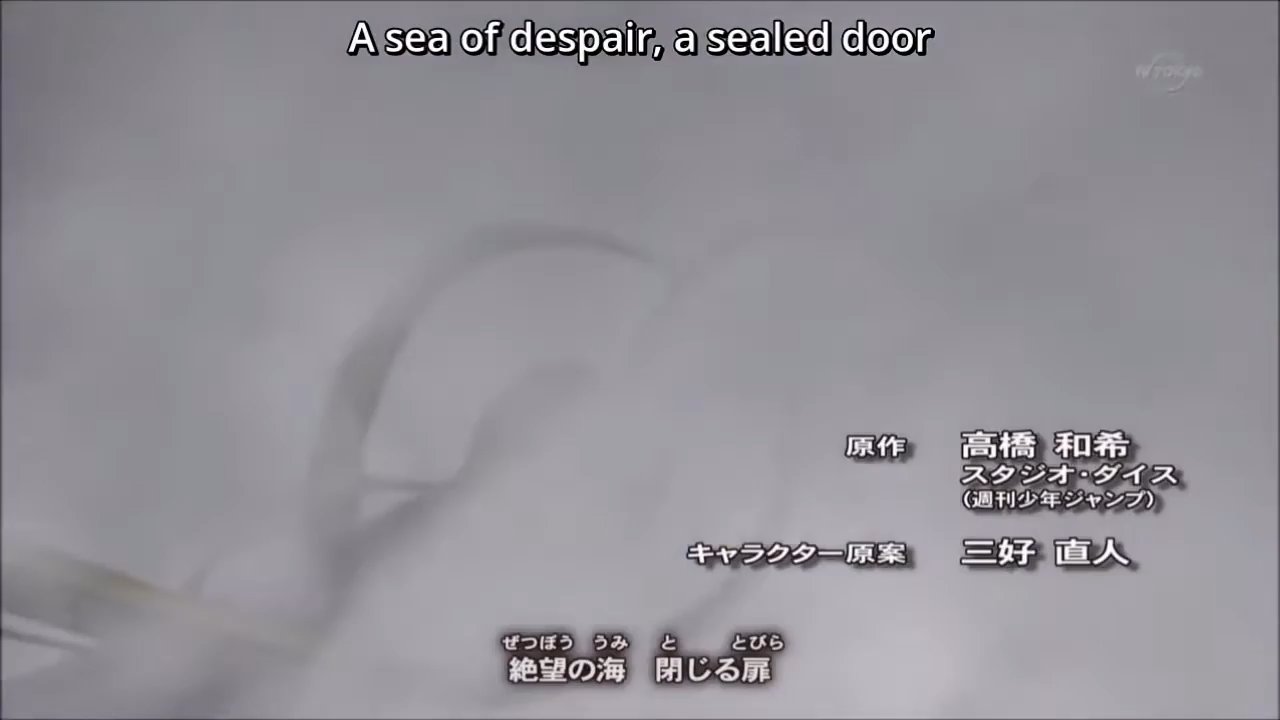 A sea of despair, a sealed door
TV TOKYO
原作 高橋 和希
スタジオ・ダイス
(週刊少年ジャンプ)
キャラクター原案 三好 直人
ぜつぼう うみ と とびら
絶望の海 閉じる扉